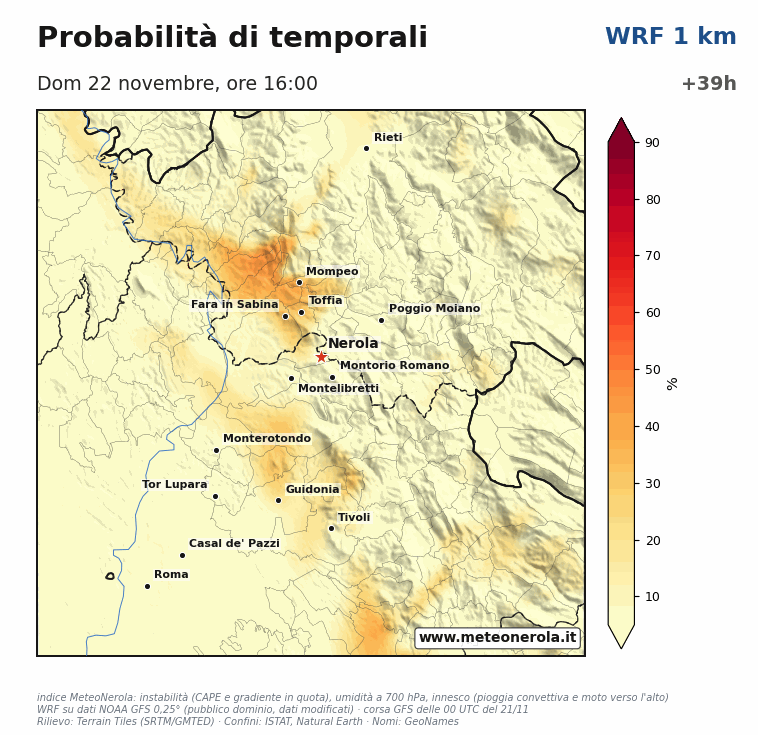 Probabilità di temporali
WRF 1 km
Dom 22 novembre, ore 16:00
+39h
Rieti
Mompeo
Fara in Sabina
Toffia
Poggio Moiano
Nerola
Montorio Romano
Montelibretti
Monterotondo
Tor Lupara
Guidonia
Tivoli
Casal de' Pazzi
Roma
www.meteonerola.it
90
80
70
60
50
40
30
20
10
%
indice MeteoNerola: instabilità (CAPE e gradiente in quota), umidità a 700 hPa, innesco (pioggia convettiva e moto verso l'alto)
WRF su dati NOAA GFS 0,25° (pubblico dominio, dati modificati) · corsa GFS delle 00 UTC del 21/11
Rilievo: Terrain Tiles (SRTM/GMTED) · Confini: ISTAT, Natural Earth · Nomi: GeoNames